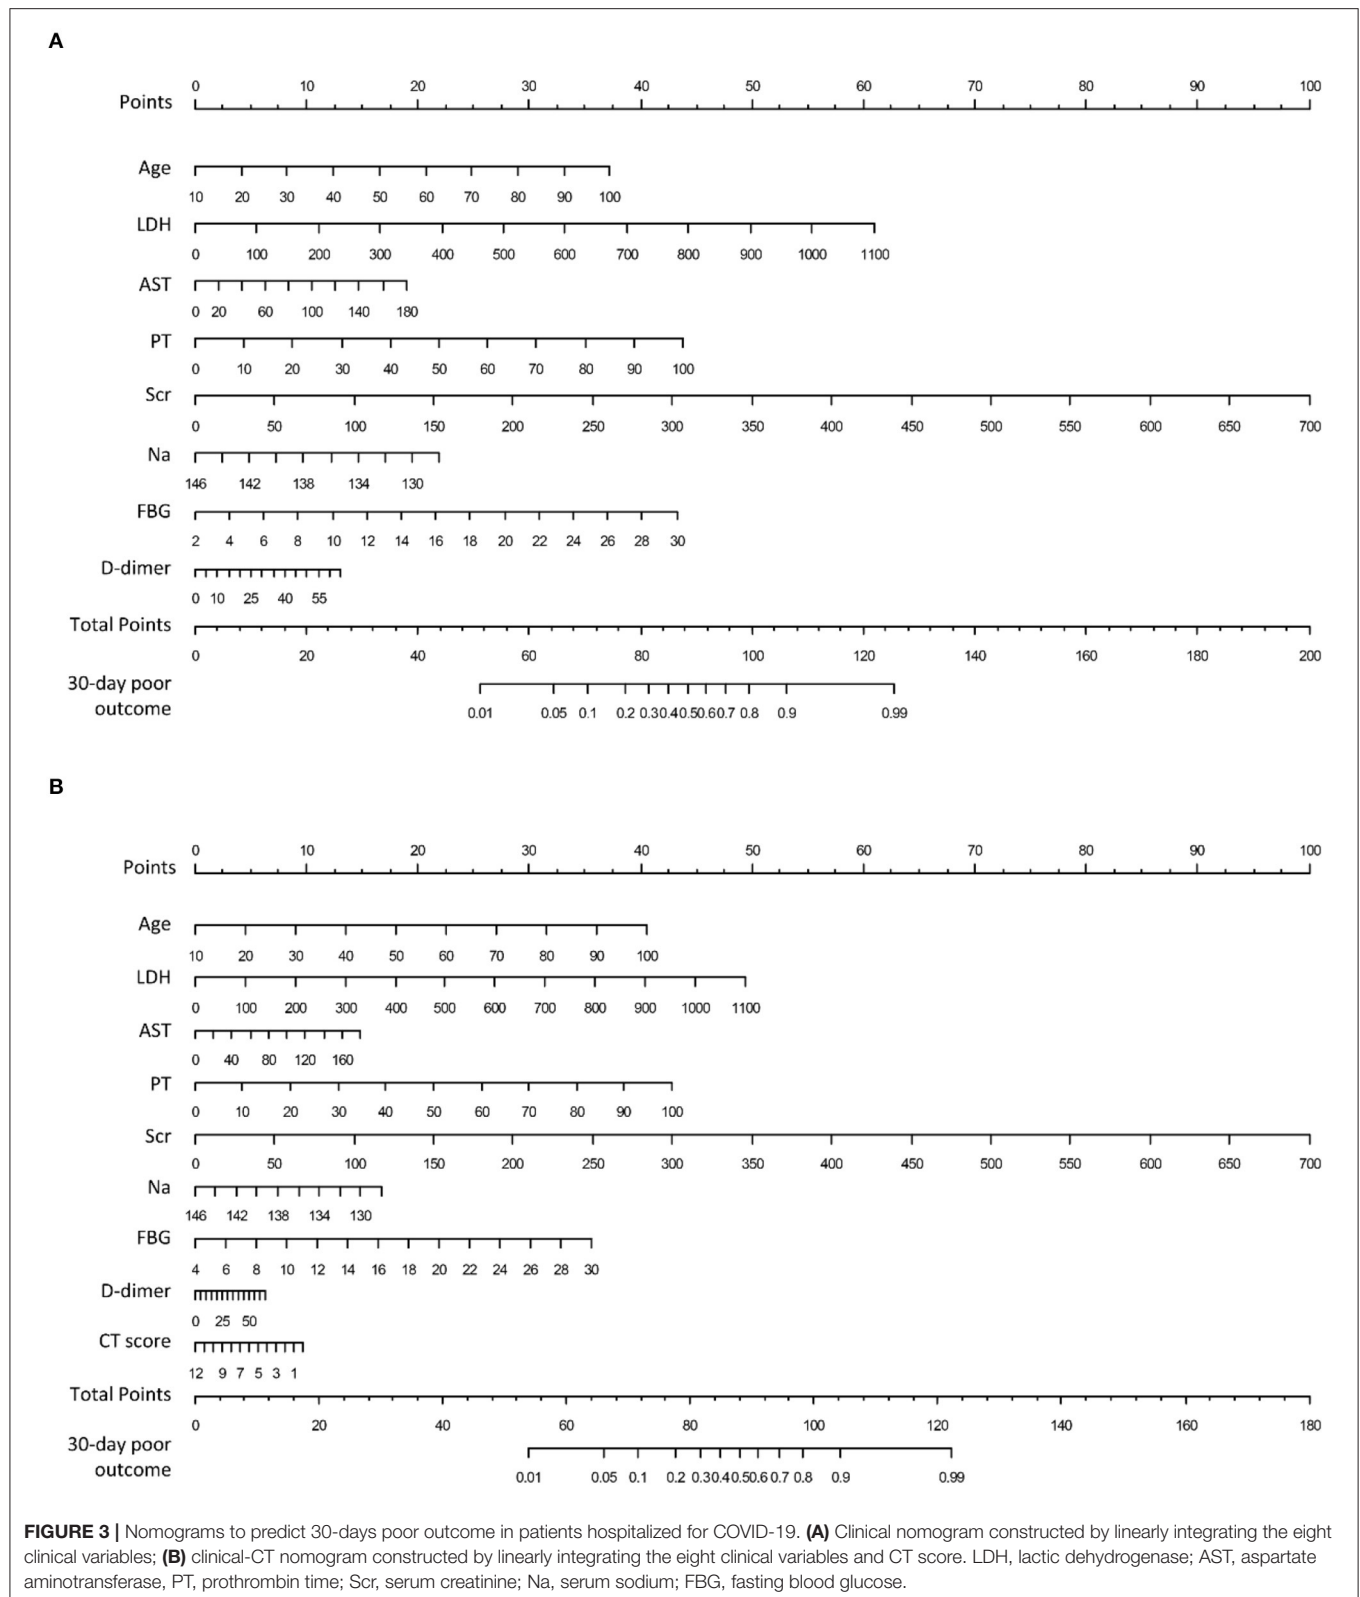 A
0 10 20 30 40 50 60 70 80 90 100
Points
Age
10 20 30 40 50 60 70 80 90 100
LDH
0 100 200 300 400 500 600 700 800 900 1000 1100
AST
0 20 60 100 140 180
PT
0 10 20 30 40 50 60 70 80 90 100
Scr
0 50 100 150 200 250 300 350 400 450 500 550 600 650 700
Na
146 142 138 134 130
FBG
2 4 6 8 10 12 14 16 18 20 22 24 26 28 30
D-dimer
0 10 25 40 55
Total Points
0 20 40 60 80 100 120 140 160 180 200
30-day poor
outcome
0.01 0.05 0.1 0.2 0.3 0.4 0.5 0.6 0.7 0.8 0.9 0.99
B
0 10 20 30 40 50 60 70 80 90 100
Points
Age
10 20 30 40 50 60 70 80 90 100
LDH
0 100 200 300 400 500 600 700 800 900 1000 1100
AST
0 40 80 120 160
PT
0 10 20 30 40 50 60 70 80 90 100
Scr
0 50 100 150 200 250 300 350 400 450 500 550 600 650 700
Na
146 142 138 134 130
FBG
4 6 8 10 12 14 16 18 20 22 24 26 28 30
D-dimer
0 25 50
CT score
12 9 7 5 3 1
Total Points
0 20 40 60 80 100 120 140 160 180
30-day poor
outcome
0.01 0.05 0.1 0.2 0.3 0.4 0.5 0.6 0.7 0.8 0.9 0.99
FIGURE 3 | Nomograms to predict 30-days poor outcome in patients hospitalized for COVID-19. (A) Clinical nomogram constructed by linearly integrating the eight
clinical variables; (B) clinical-CT nomogram constructed by linearly integrating the eight clinical variables and CT score. LDH, lactic dehydrogenase; AST, aspartate
aminotransferase, PT, prothrombin time; Scr, serum creatinine; Na, serum sodium; FBG, fasting blood glucose.